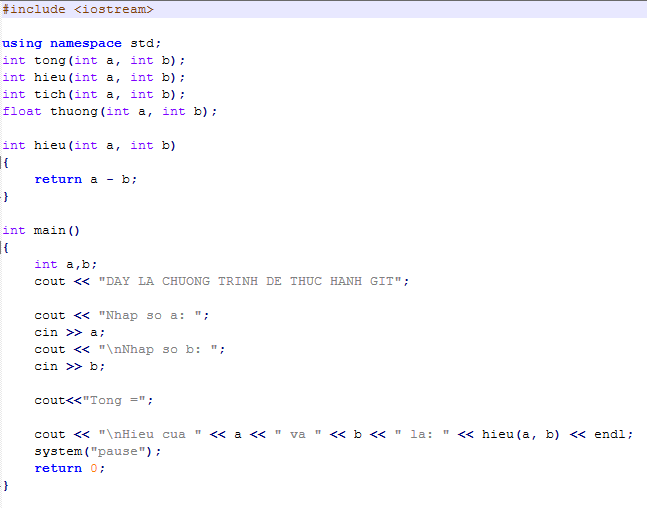 #include <iostream>
using namespace std;
int tong(int a, int b);
int hieu(int a, int b);
int tich(int a, int b);
float thuong(int a, int b);
int hieu(int a, int b)
{
    return a - b;
}
int main()
{
    int a,b;
    cout << "DAY LA CHUONG TRINH DE THUC HANH GIT";
    cout << "Nhap so a: ";
    cin >> a;
    cout << "\nNhap so b: ";
    cin >> b;
    cout<<"Tong =";
    cout << "\nHieu cua " << a << " va " << b << " la: " << hieu(a, b) << endl;
    system("pause");
    return 0;
}